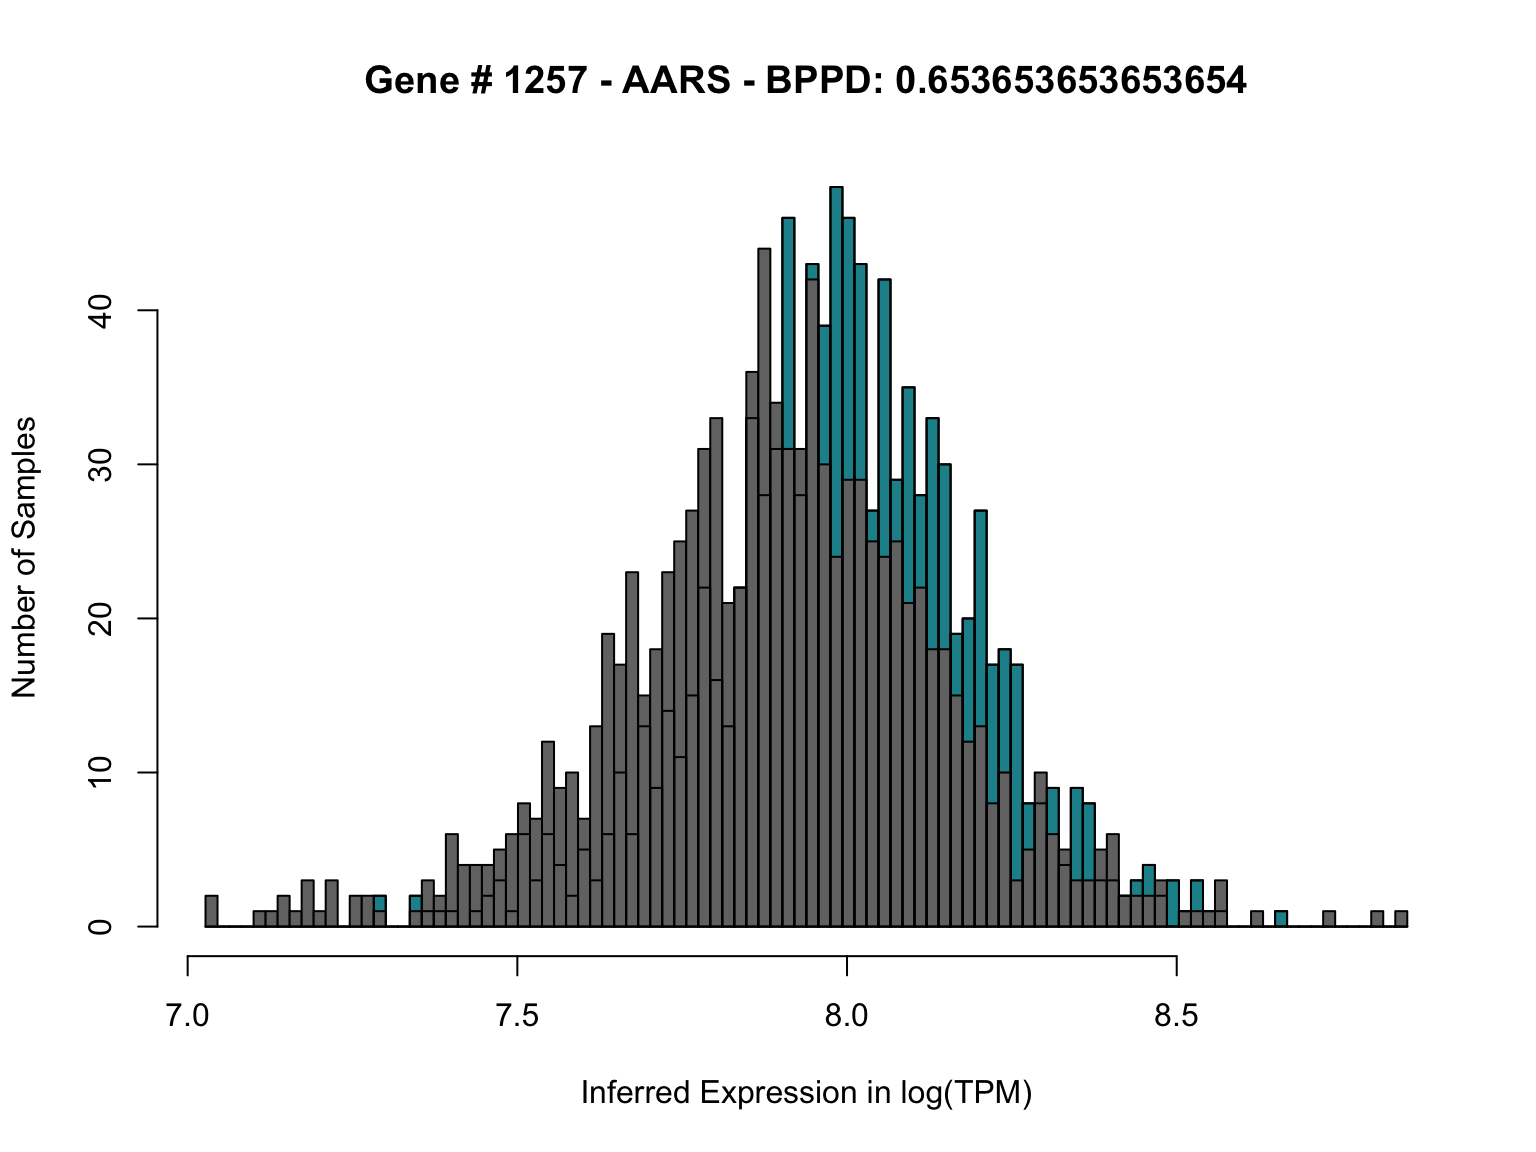 Gene # 1257 - AARS - BPPD: 0.653653653653654
Number of Samples
40
30
20
10
0
7.0 7.5 8.0 8.5
Inferred Expression in log(TPM)